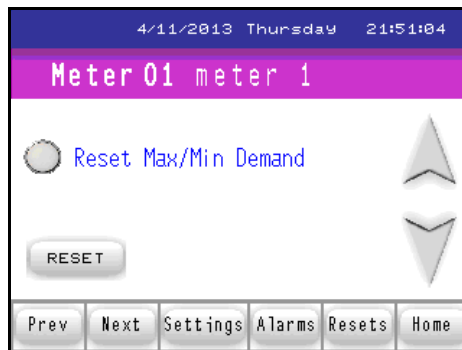 4/11/2013 Thursday 21:51:04
Meter 01 meter 1
Reset Max/Min Demand
RESET
Prev Next Settings Alarms Resets Home